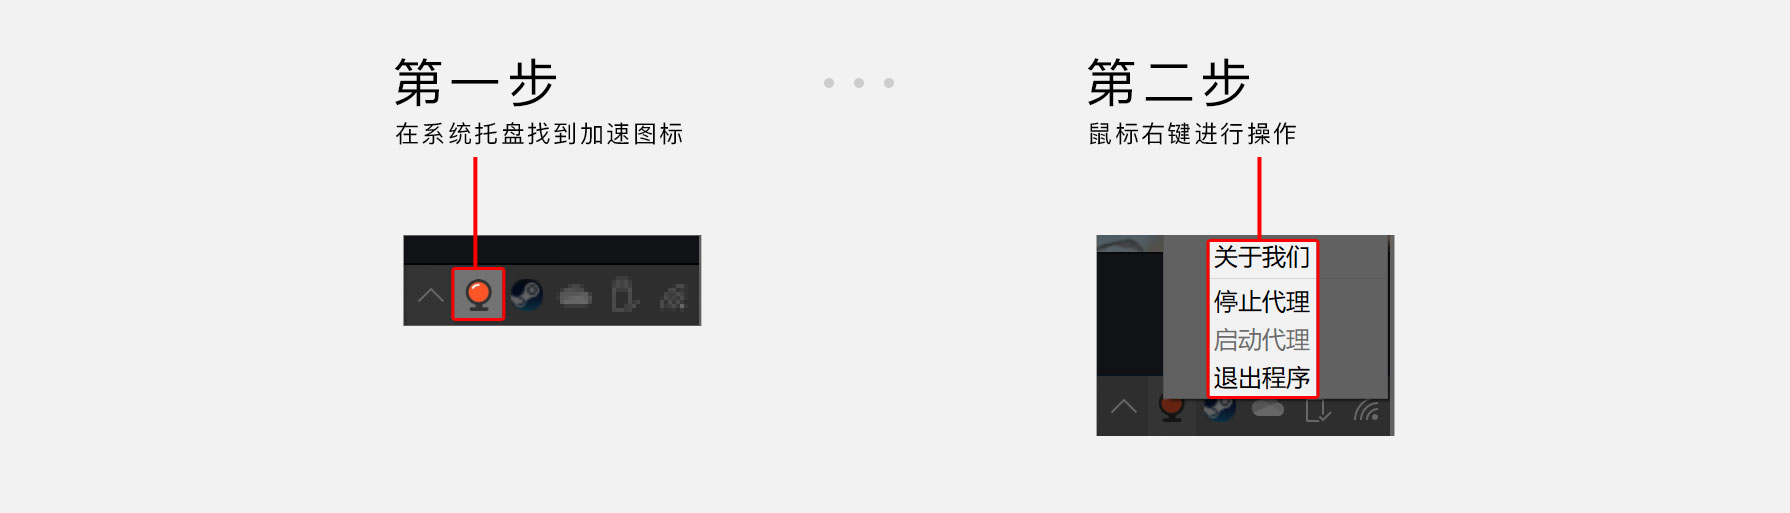 第一步
在系统托盘找到加速图标
第二步
鼠标右键进行操作
关于我们
停止代理
启动代理
退出程序